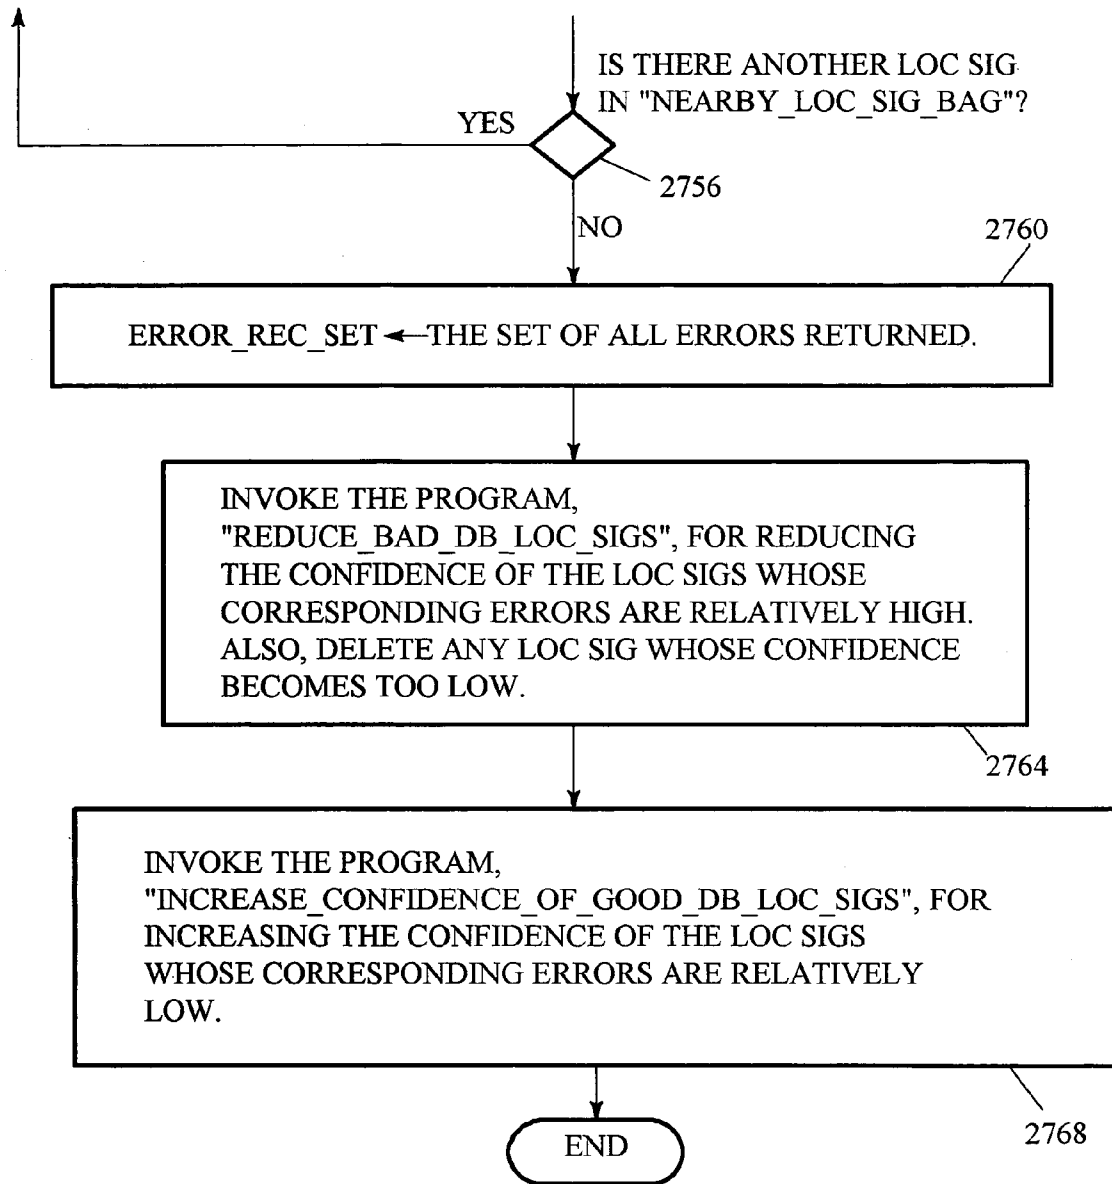 IS THERE ANOTHER LOC SIG
IN "NEARBY_LOC_SIG_BAG"?
YES
2756
NO
2760
ERROR_REC_SET ← THE SET OF ALL ERRORS RETURNED.
INVOKE THE PROGRAM,
"REDUCE_BAD_DB_LOC_SIGS", FOR REDUCING
THE CONFIDENCE OF THE LOC SIGS WHOSE
CORRESPONDING ERRORS ARE RELATIVELY HIGH.
ALSO, DELETE ANY LOC SIG WHOSE CONFIDENCE
BECOMES TOO LOW.
2764
INVOKE THE PROGRAM,
"INCREASE_CONFIDENCE_OF_GOOD_DB_LOC_SIGS", FOR
INCREASING THE CONFIDENCE OF THE LOC SIGS
WHOSE CORRESPONDING ERRORS ARE RELATIVELY
LOW.
2768
END